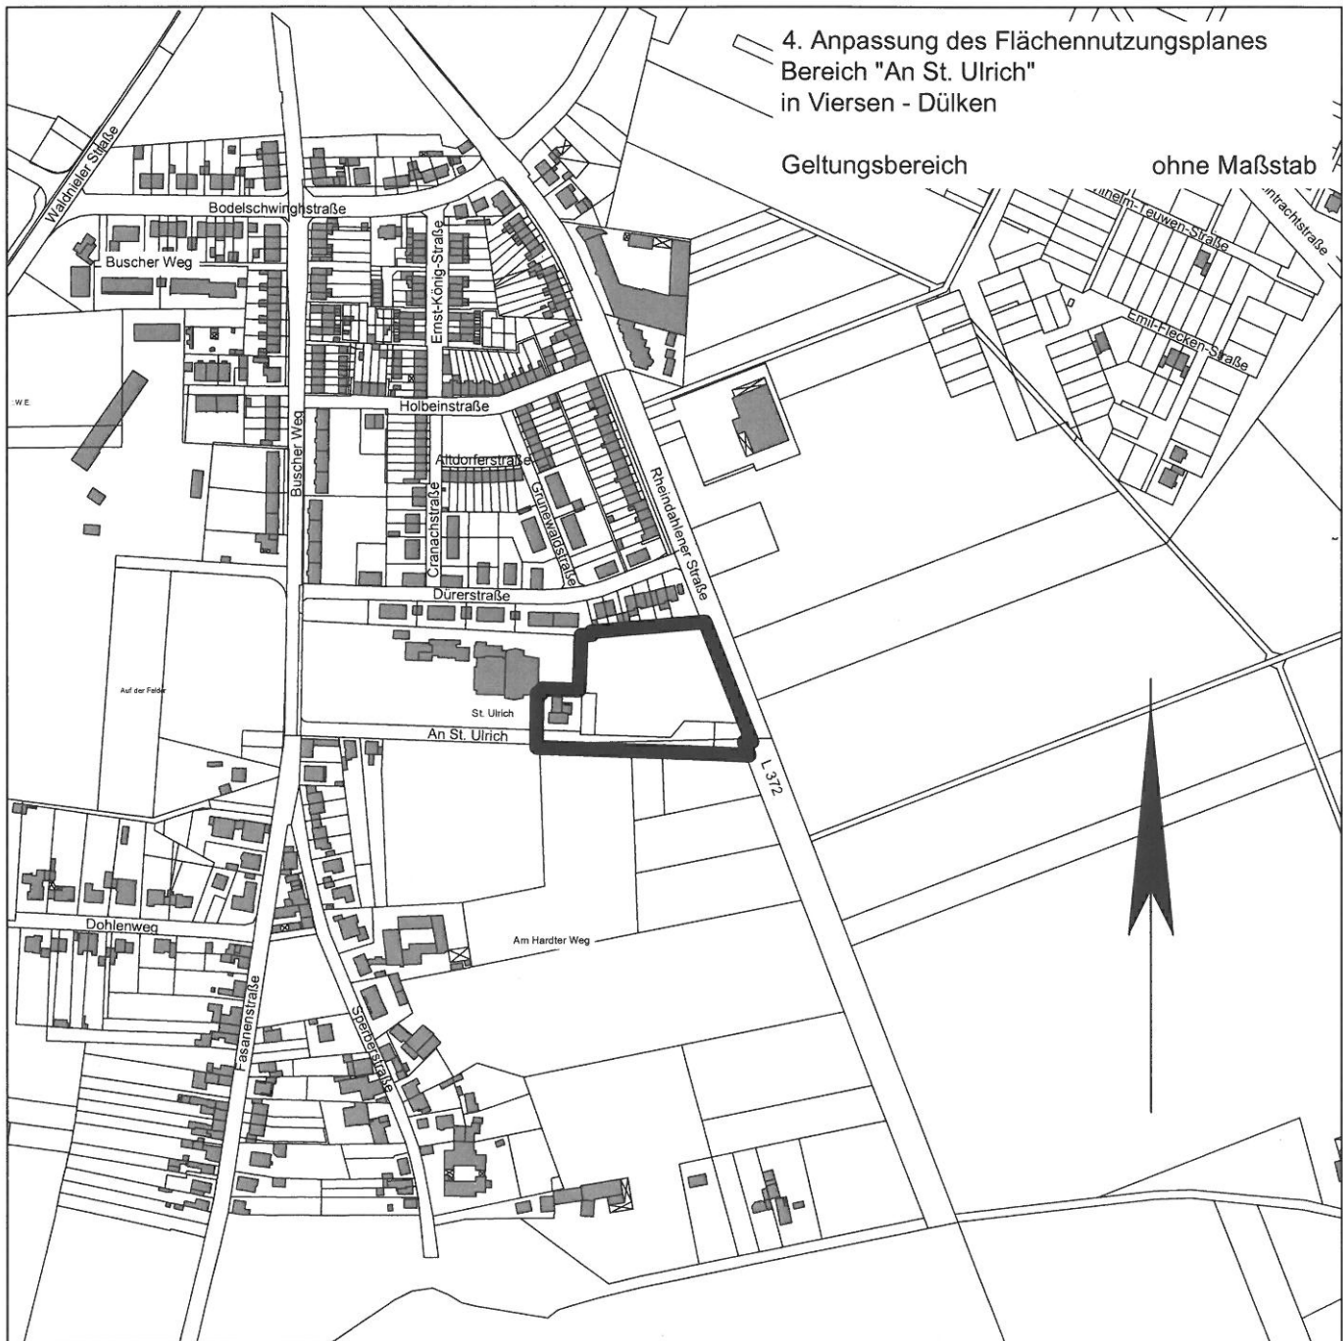 4. Anpassung des Flächennutzungsplanes
Bereich "An St. Ulrich"
in Viersen - Dülken
Geltungsbereich
ohne Maßstab
Waldnieler Straße
Bodelschwinghstraße
Buscher Weg
Ernst-König-Straße
Emil-Flecken-Straße
W.E.
Holbeinstraße
Buscher Weg
Altdorferstraße
Cranachstraße
Grünewaldstraße
Rheindahlener Straße
Dürerstraße
Auf der Felder
St. Ulrich
An St. Ulrich
L 372
Dohlenweg
Am Hardter Weg
Fasanenstraße
Sperberstraße